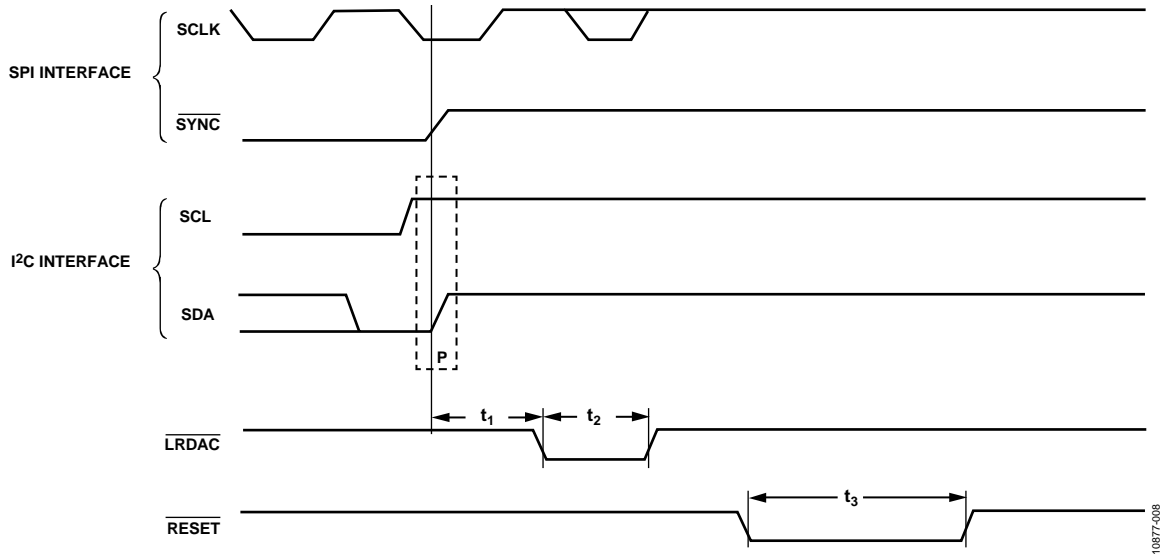 SCLK
SPI INTERFACE
SYNC
SCL
I²C INTERFACE
SDA
P
t₁
t₂
LRDAC
t₃
RESET
10877-008